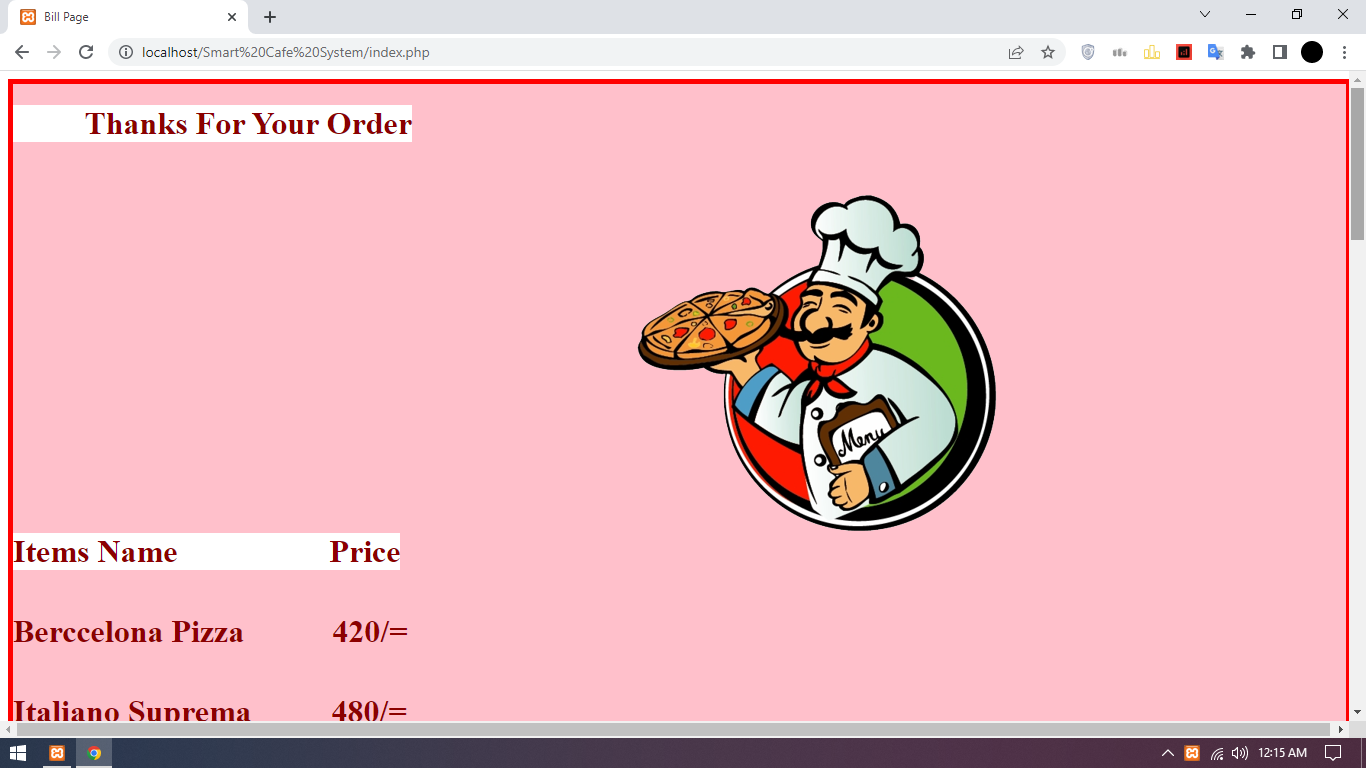 Bill Page
localhost/Smart%20Cafe%20System/index.php
Thanks For Your Order
Menu
Items Name Price
Berccelona Pizza 420/=
Italiano Suprema 480/=
12:15 AM